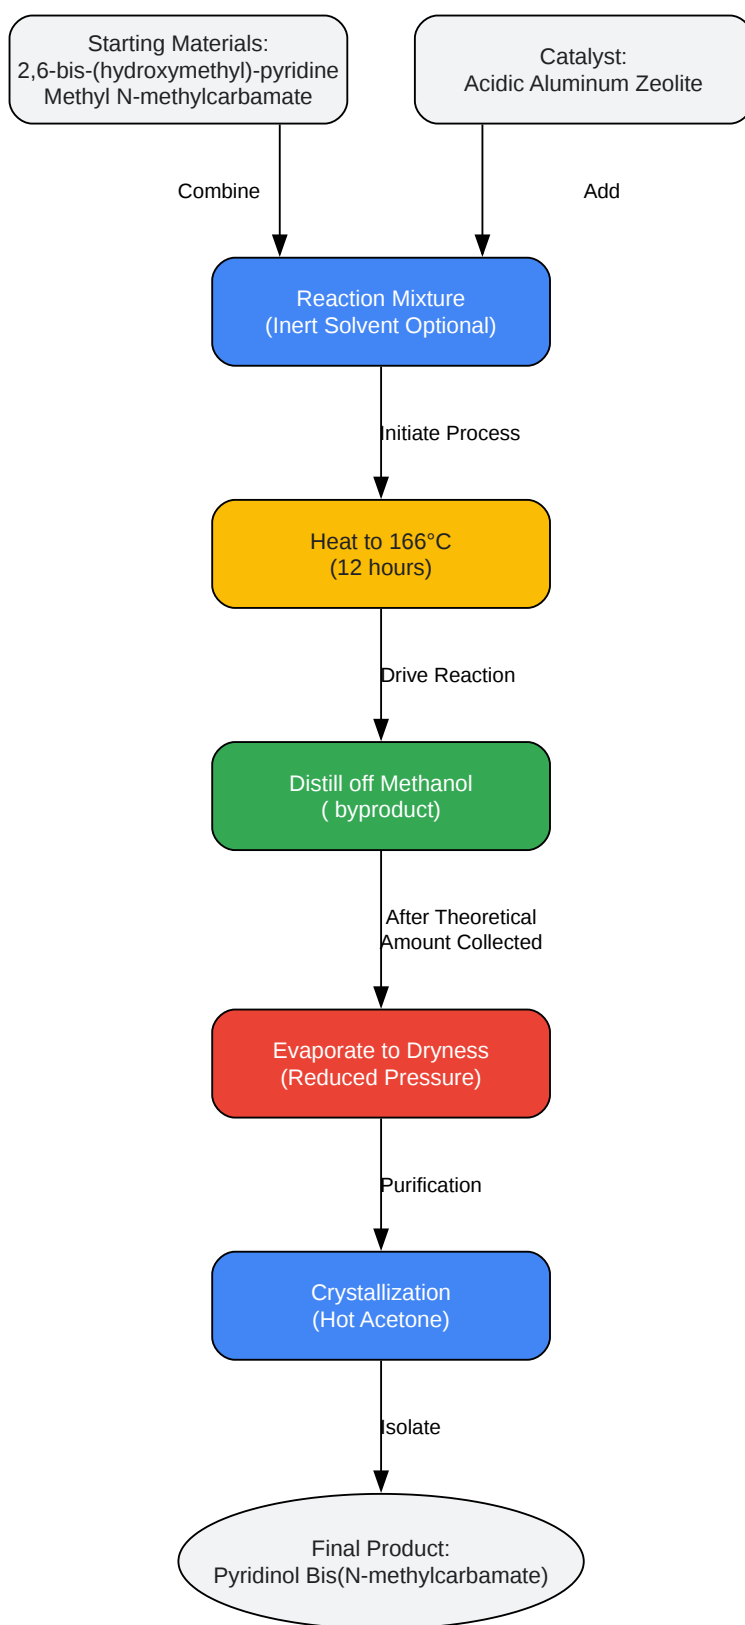 Starting Materials:
2,6-bis-(hydroxymethyl)-pyridine
Methyl N-methylcarbamate
Catalyst:
Acidic Aluminum Zeolite
Combine
Add
Reaction Mixture
(Inert Solvent Optional)
Initiate Process
Heat to 166°C
(12 hours)
Drive Reaction
Distill off Methanol
( byproduct)
After Theoretical
Amount Collected
Evaporate to Dryness
(Reduced Pressure)
Purification
Crystallization
(Hot Acetone)
Isolate
Final Product:
Pyridinol Bis(N-methylcarbamate)